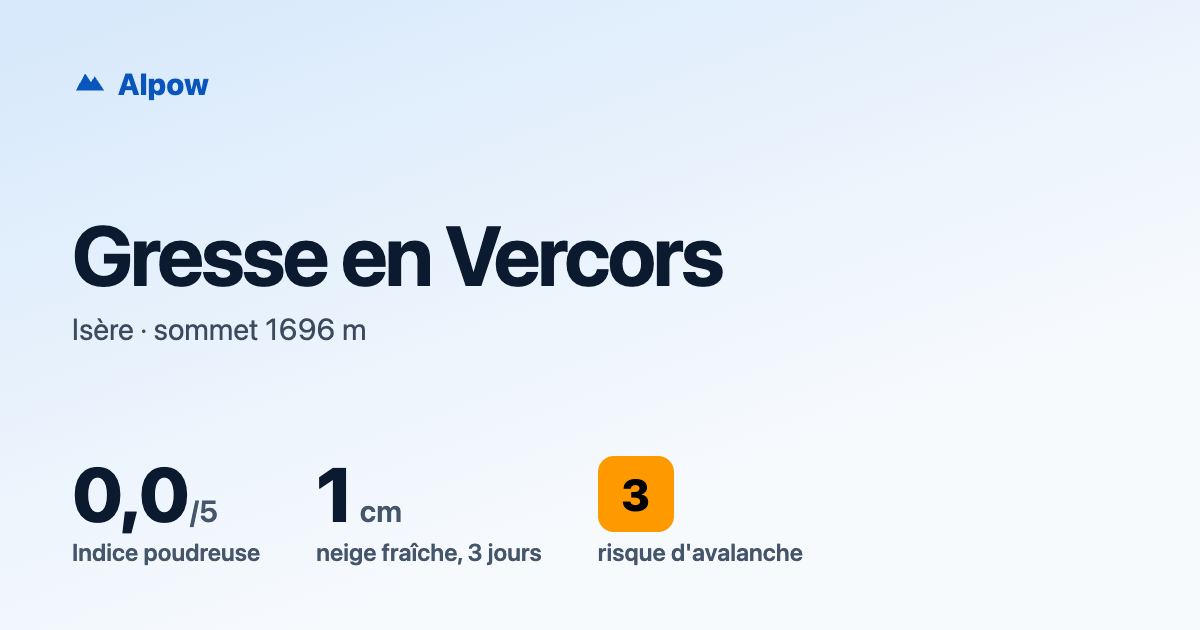 Alpow
Gresse en Vercors
Isère · sommet 1696 m
0,0/5
Indice poudreuse
1 cm
neige fraîche, 3 jours
3
risque d'avalanche